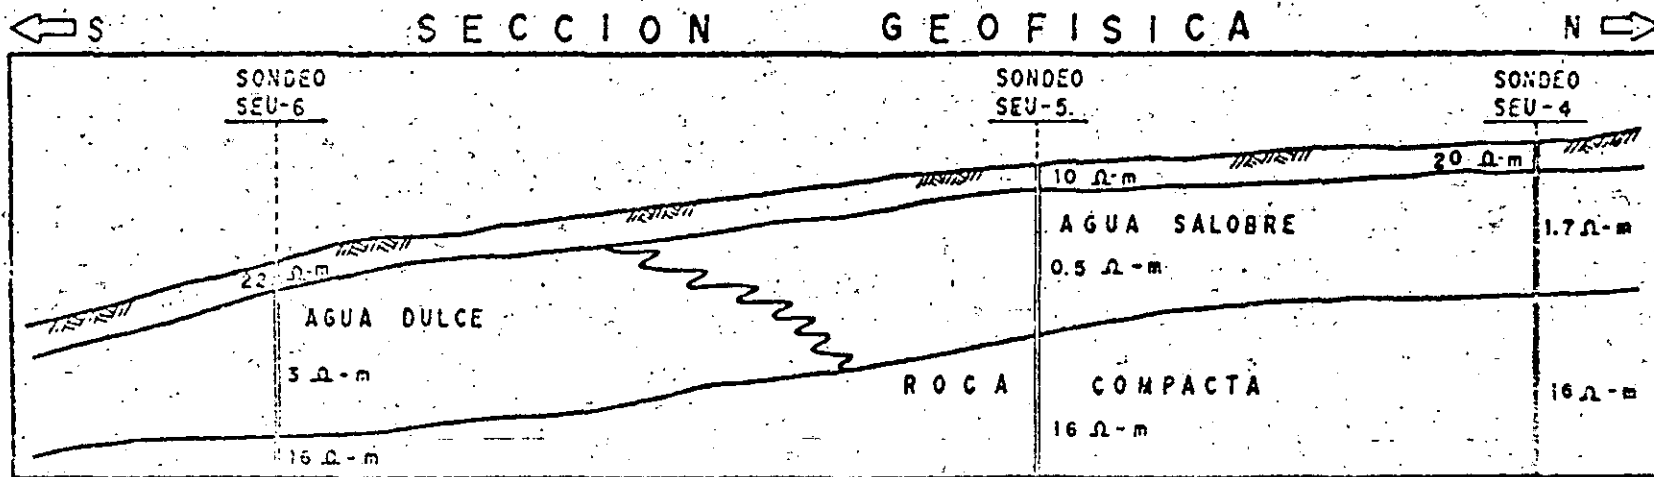 S SECCION GEOFISICA N
SONDEO
SEU-6
SONDEO
SEU-5.
SONDEO
SEU-4
20 Ω-m
10 Ω-m
AGUA SALOBRE
1.7 Ω-m
0.5 Ω-m
22 Ω-m
AGUA DULCE
3 Ω-m
ROCA COMPACTA
16 Ω-m
16 Ω-m
16 Ω-m